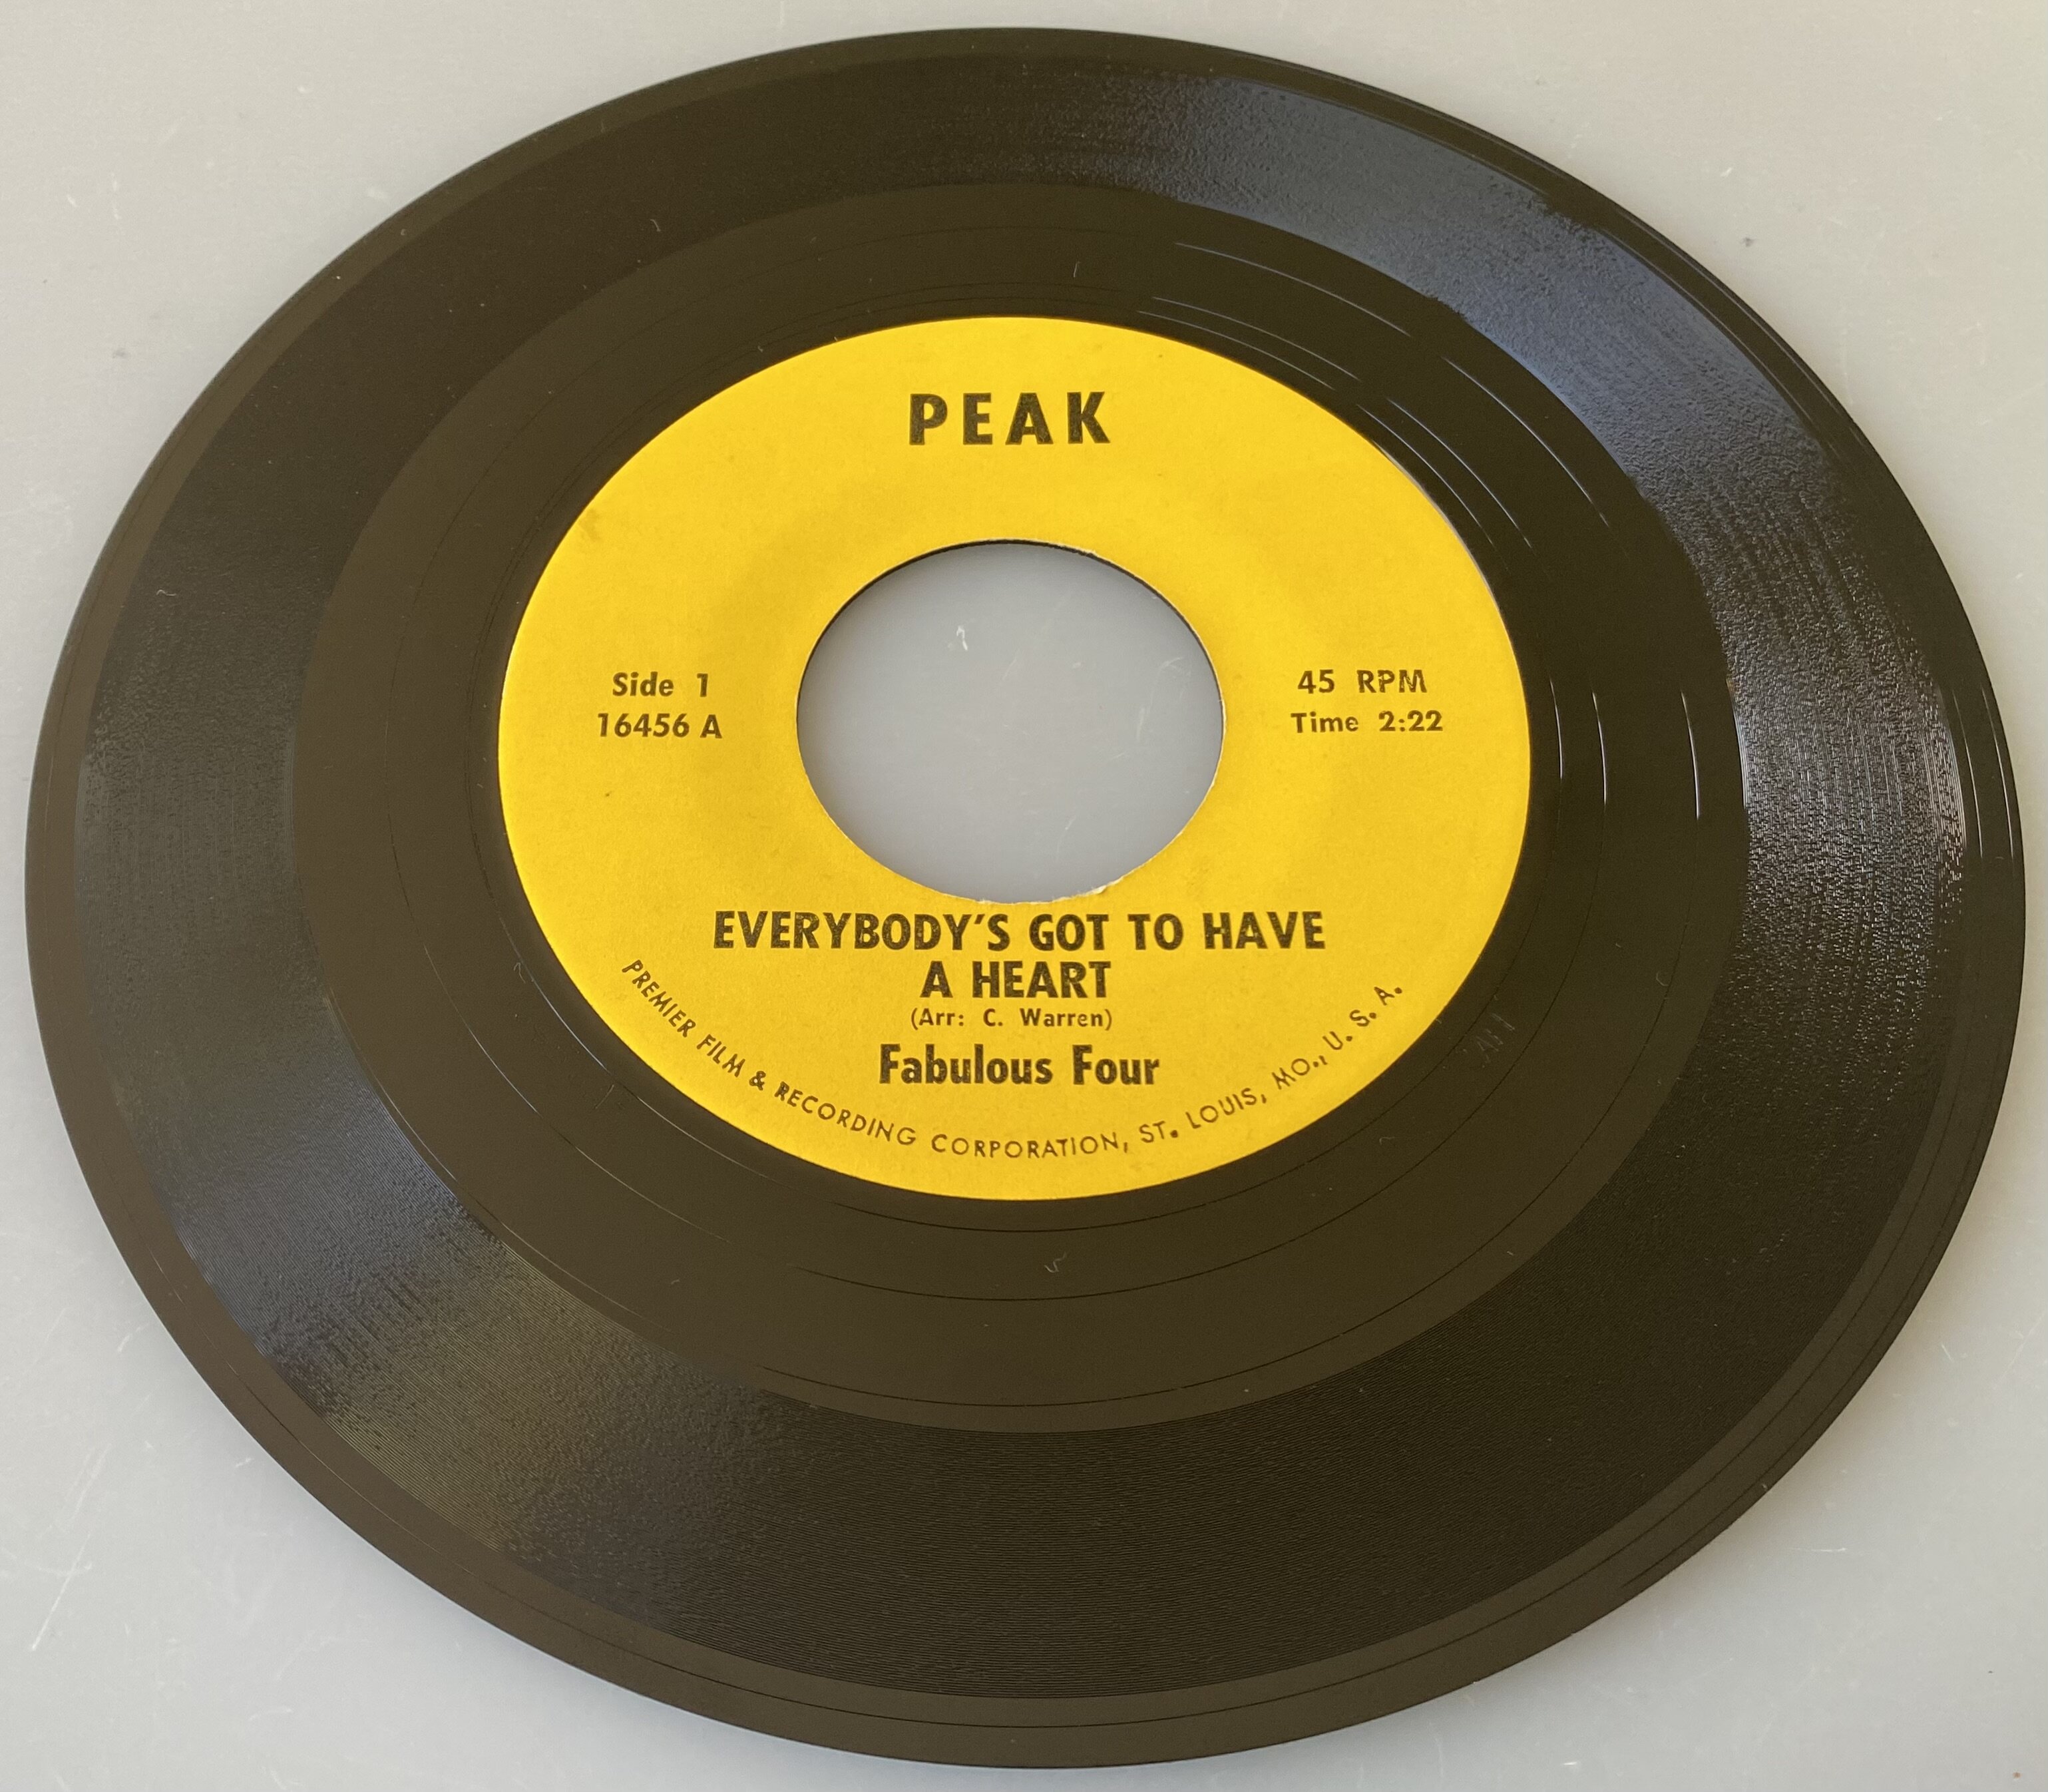 PEAK
Side 1
16456 A
45 RPM
Time 2:22
EVERYBODY'S GOT TO HAVE
A HEART
(Arr: C. Warren)
Fabulous Four
PREMIER FILM & RECORDING CORPORATION, ST. LOUIS, MO., U. S. A.